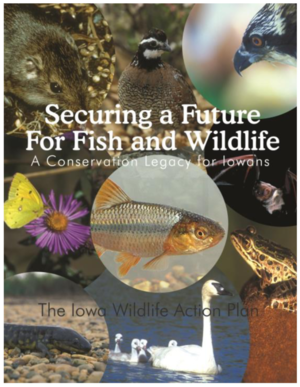 Securing a Future
For Fish and Wildlife
A Conservation Legacy for Iowans
The Iowa Wildlife Action Plan